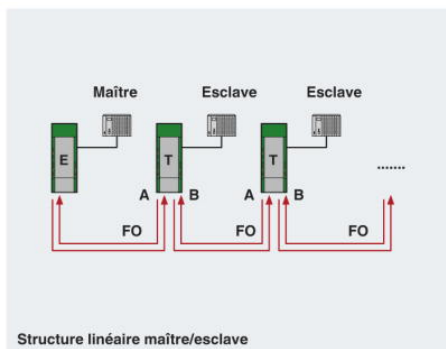 Maître Esclave Esclave
E T T
.......
A B A B
FO FO FO
Structure linéaire maître/esclave